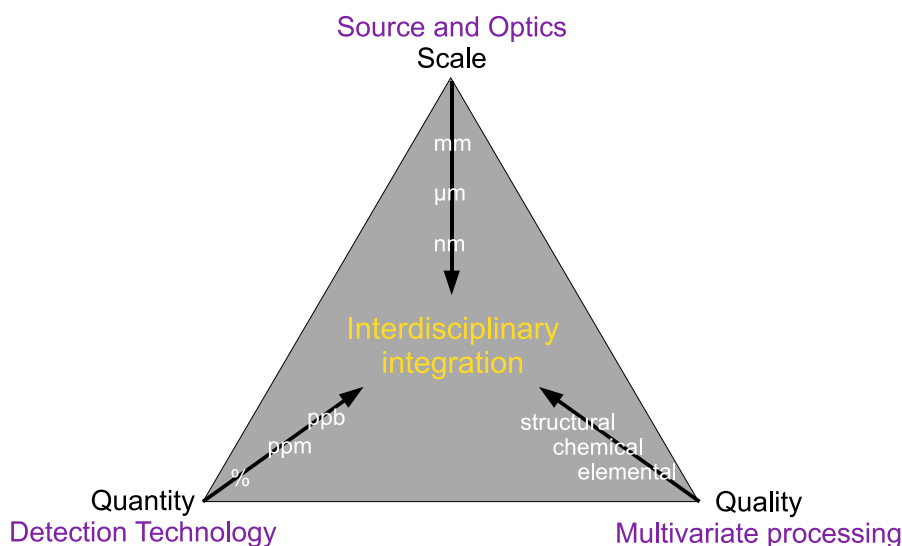 Source and Optics
Scale
mm
µm
nm
Interdisciplinary
integration
ppb
ppm
%
structural
chemical
elemental
Quantity
Detection Technology
Quality
Multivariate processing